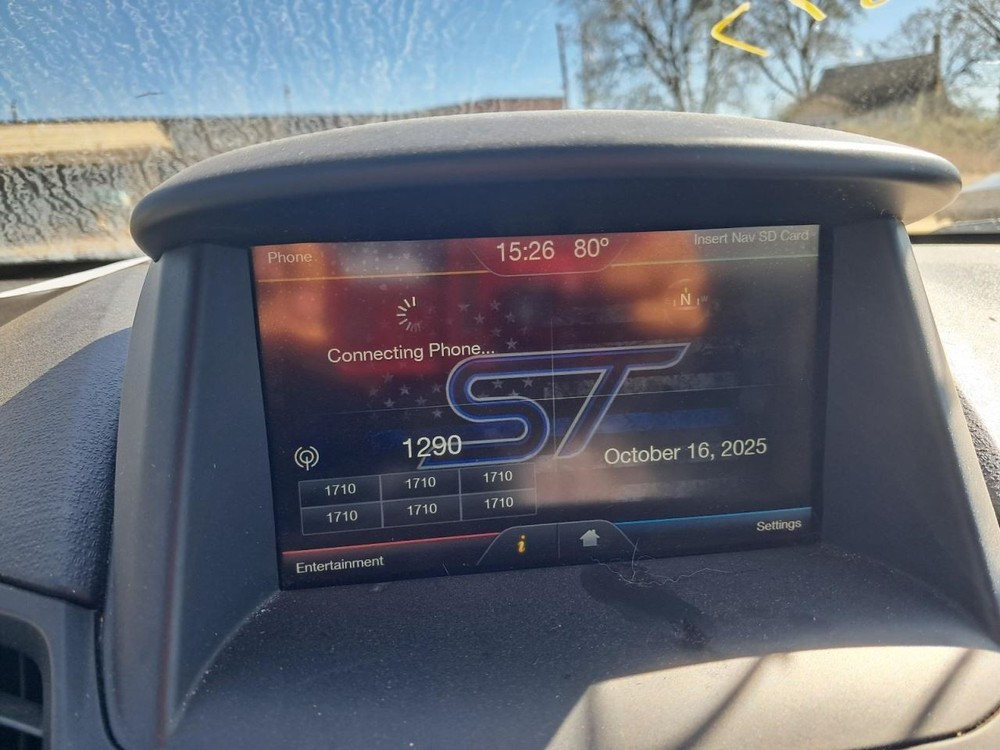 Phone
15:26 80°
Insert Nav SD Card
N
Connecting Phone...
ST
1290
October 16, 2025
1710 1710 1710
1710 1710 1710
Settings
i
Entertainment